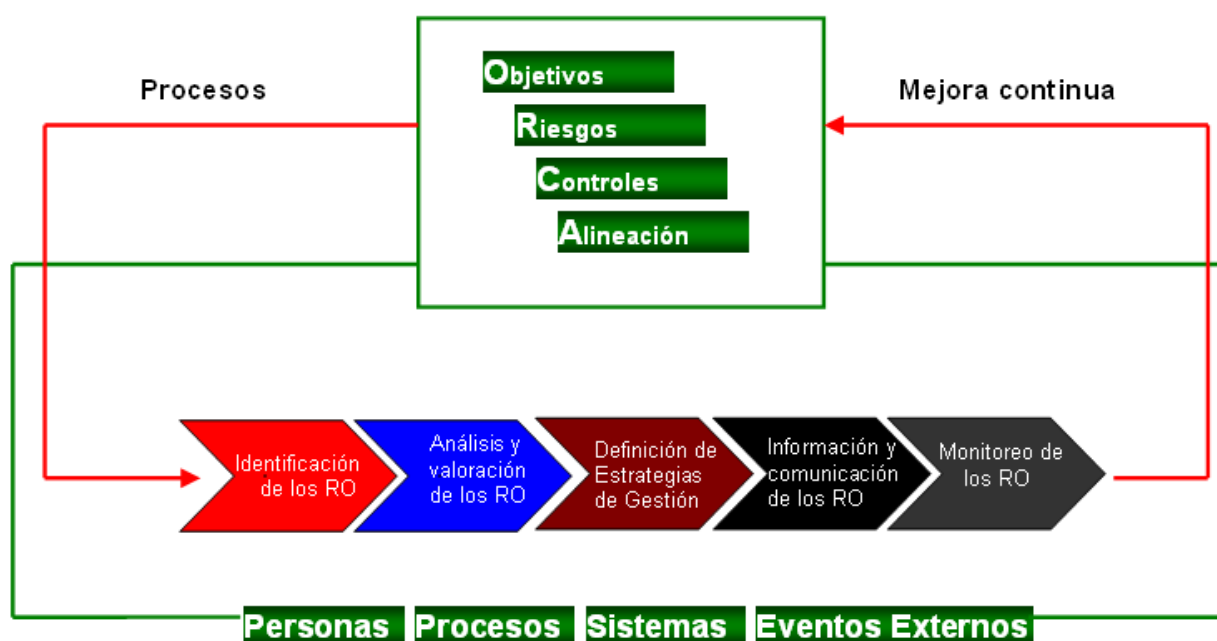 Procesos
Objetivos
Riesgos
Controles
Alineación
Mejora continua
Identificación
de los RO
Análisis y
valoración
de los RO
Definición de
Estrategias
de Gestión
Información y
comunicación
de los RO
Monitoreo de
los RO
Personas Procesos Sistemas Eventos Externos